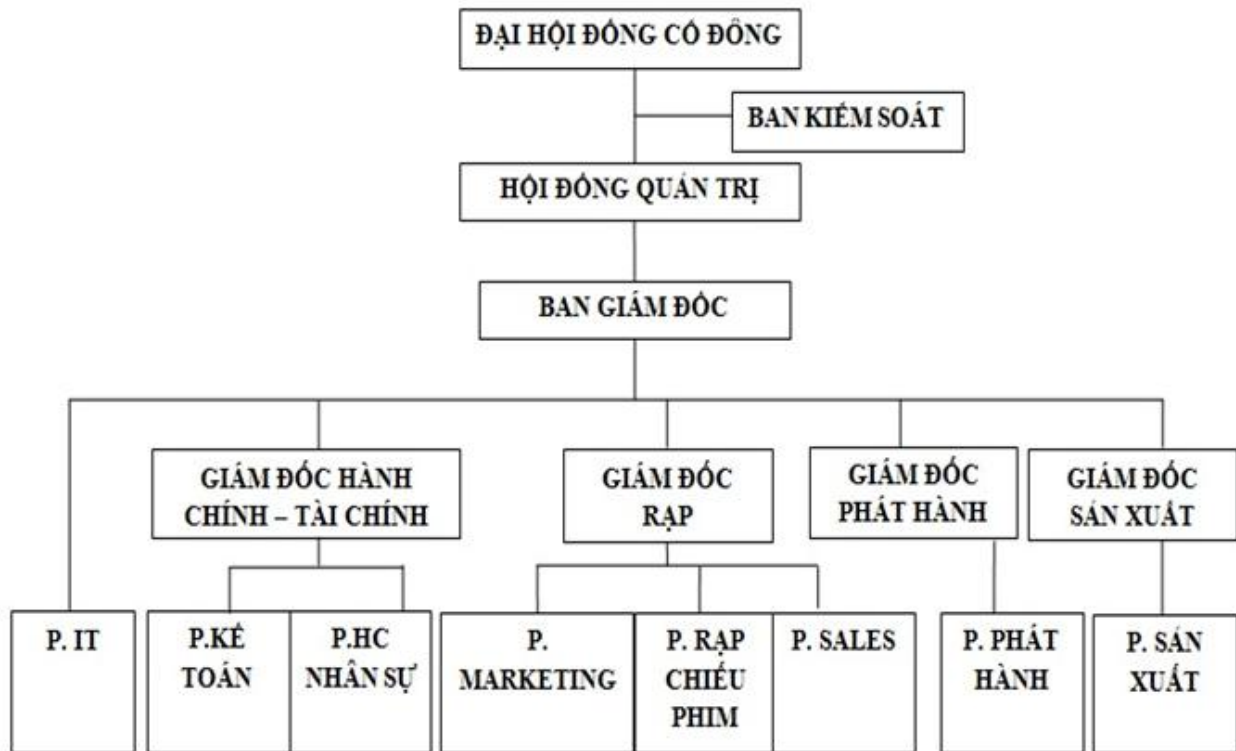 ĐẠI HỘI ĐỒNG CỔ ĐÔNG
BAN KIỂM SOÁT
HỘI ĐỒNG QUẢN TRỊ
BAN GIÁM ĐỐC
GIÁM ĐỐC HÀNH
CHÍNH – TÀI CHÍNH
GIÁM ĐỐC
RẠP
GIÁM ĐỐC
PHÁT HÀNH
GIÁM ĐỐC
SẢN XUẤT
P. IT
P.KẾ
TOÁN
P.HC
NHÂN SỰ
P.
MARKETING
P. RẠP
CHIẾU
PHIM
P. SALES
P. PHÁT
HÀNH
P. SẢN
XUẤT